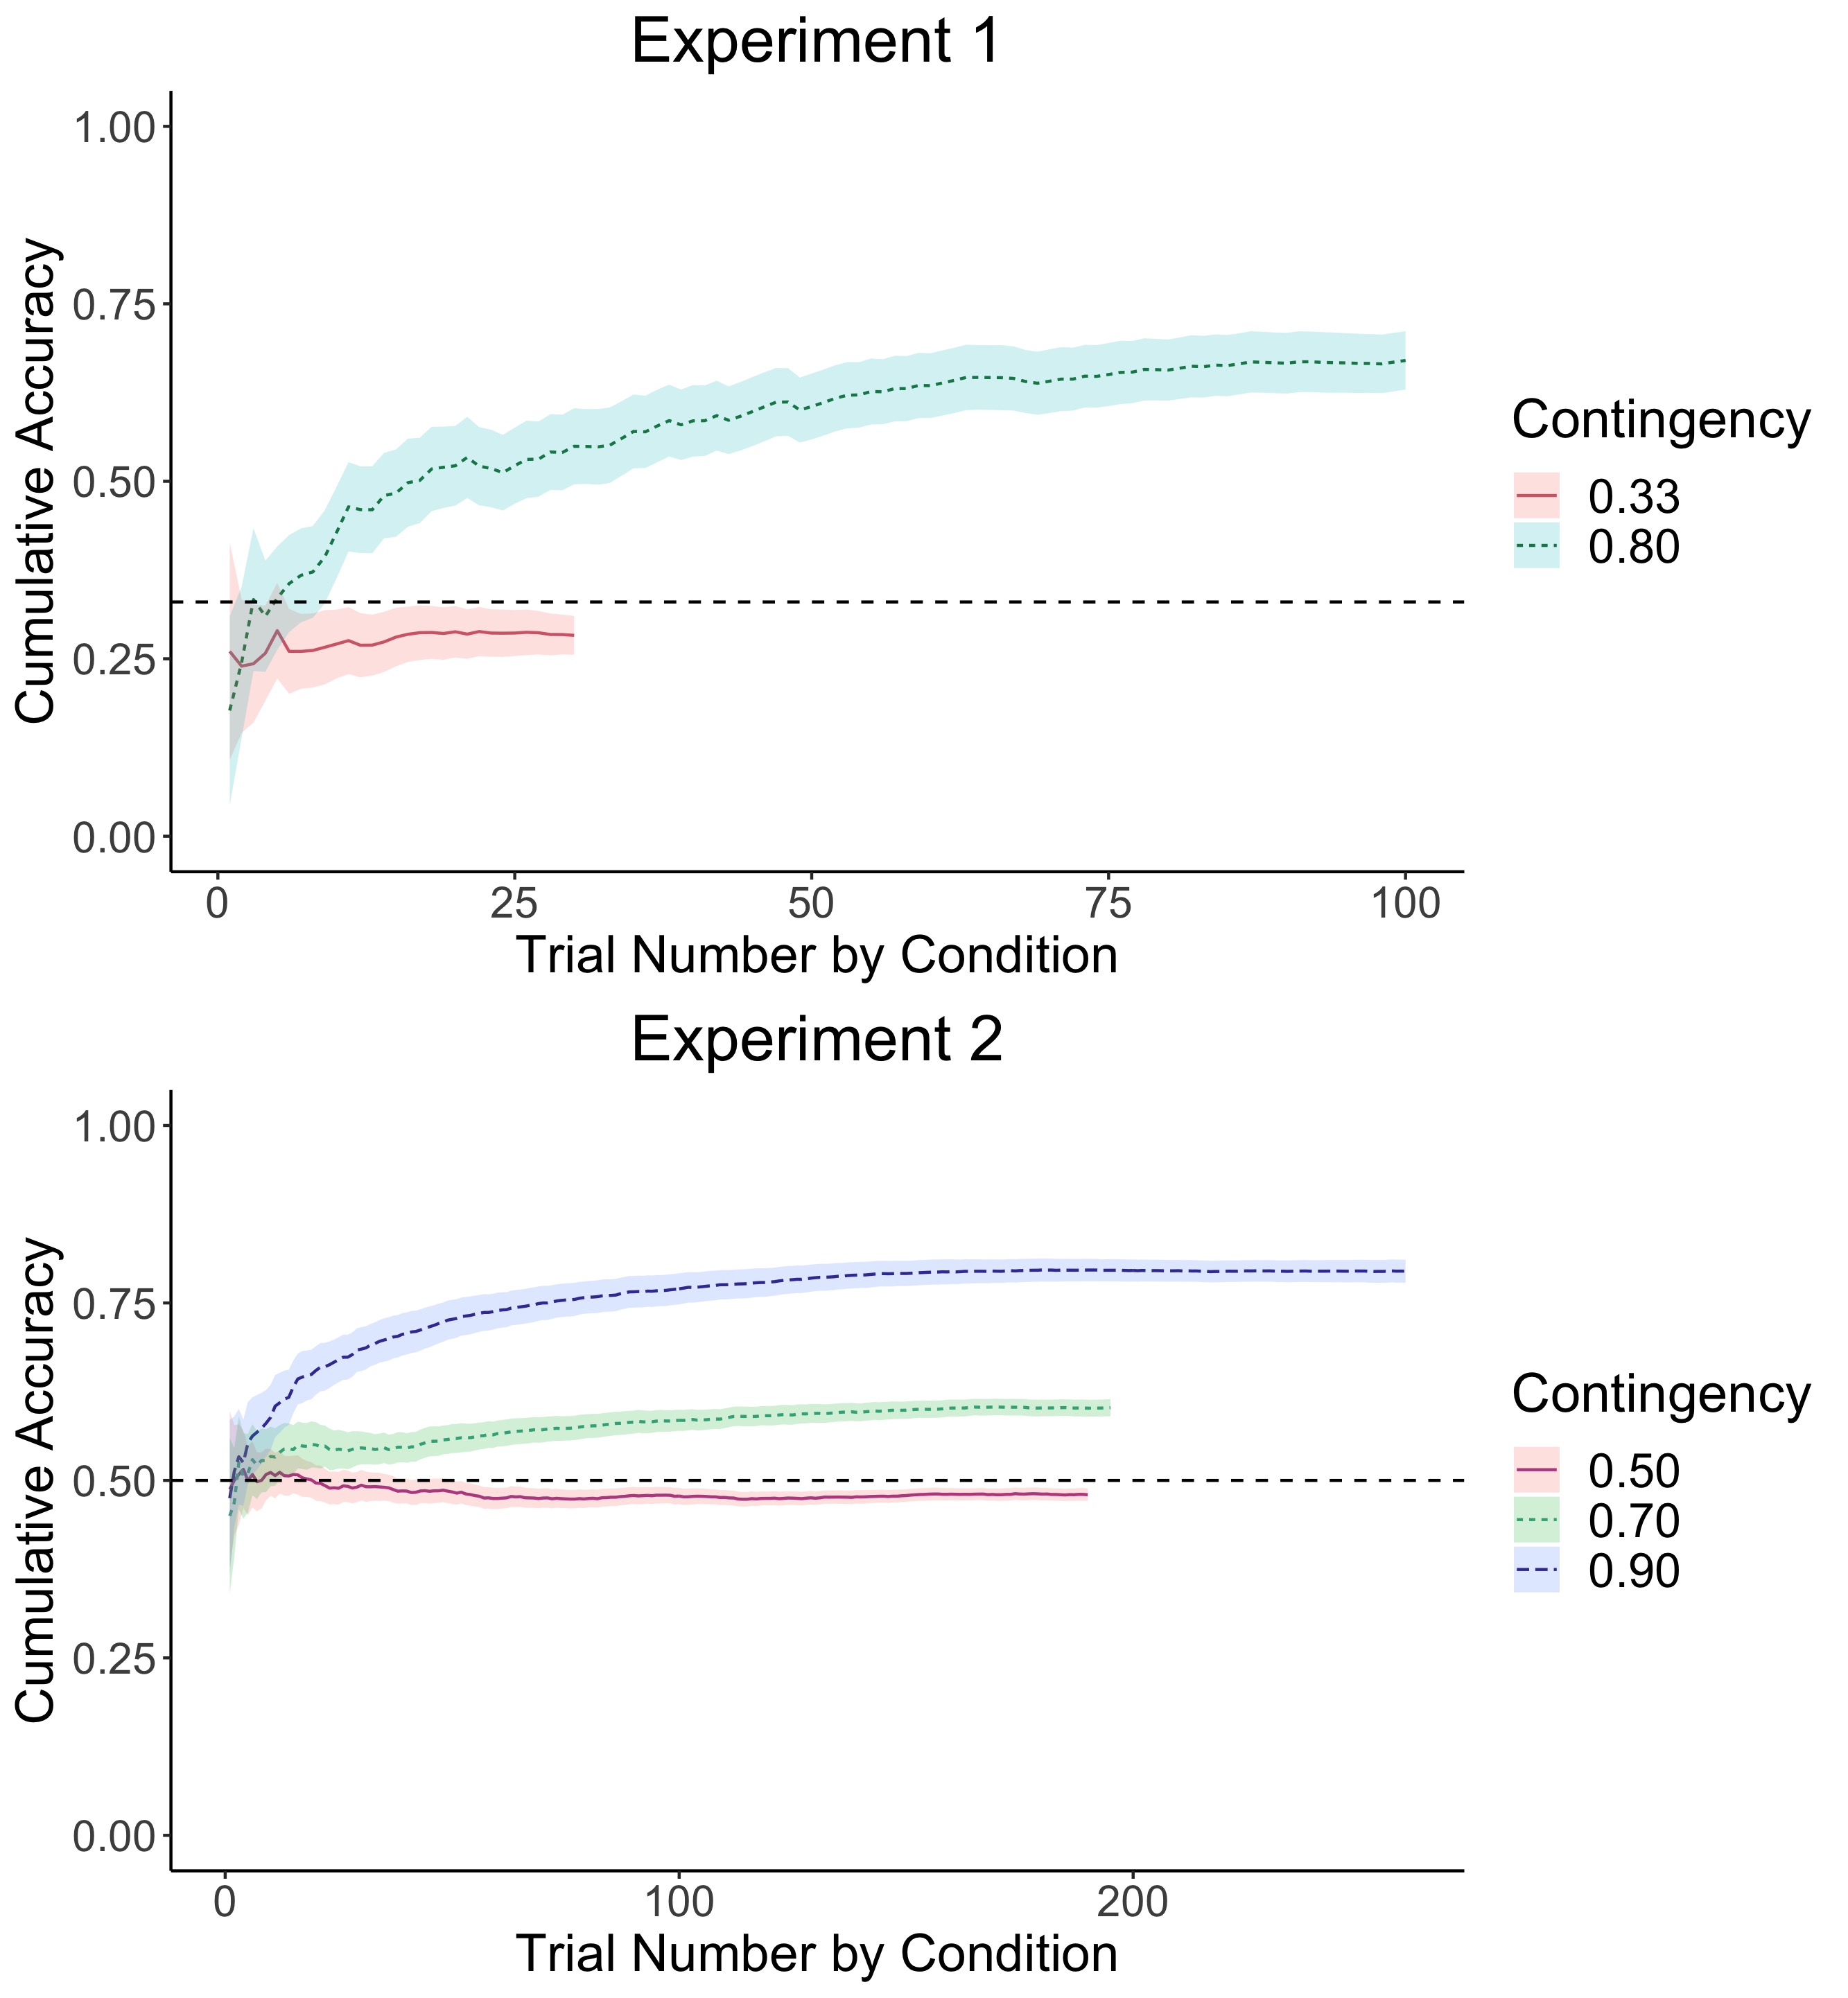 Experiment 1
Cumulative Accuracy
1.00
0.75
0.50
0.25
0.00
0 25 50 75 100
Trial Number by Condition
Contingency
0.33
0.80
Experiment 2
Cumulative Accuracy
1.00
0.75
0.50
0.25
0.00
0 100 200
Trial Number by Condition
Contingency
0.50
0.70
0.90